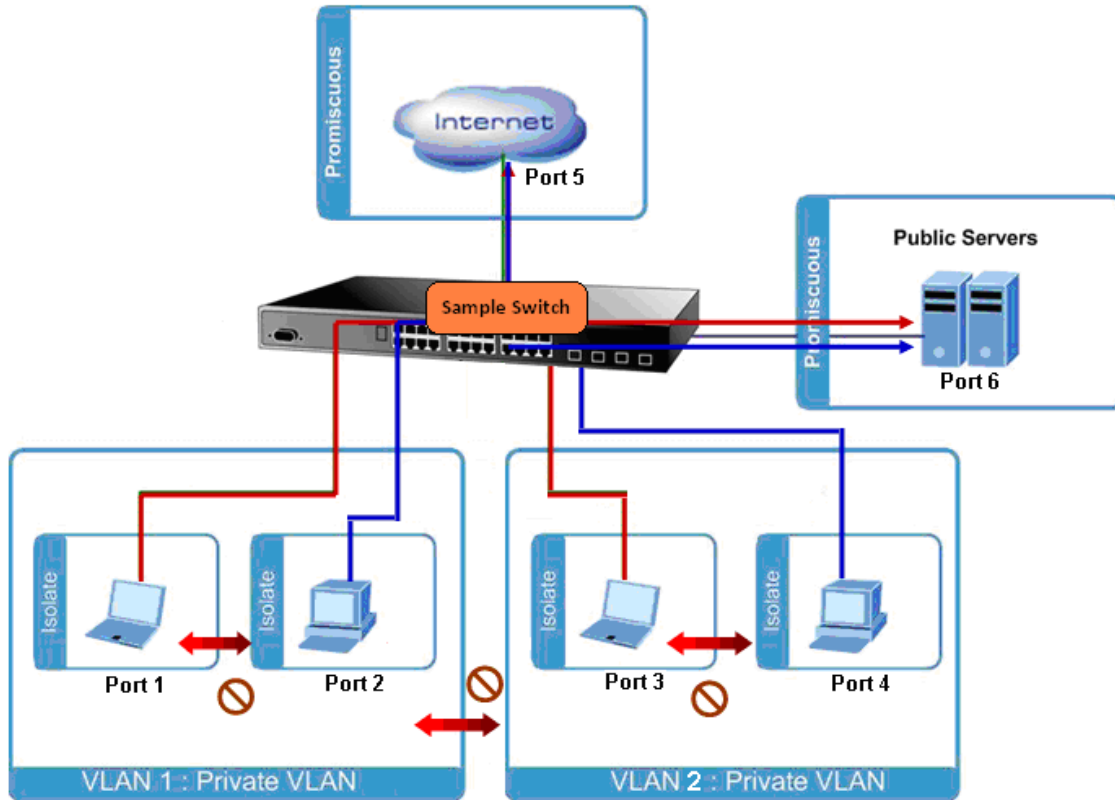 Promiscuous
Internet
Port 5
Promiscuous
Public Servers
Port 6
Sample Switch
Isolate
Port 1
Isolate
Port 2
Isolate
Port 3
Isolate
Port 4
VLAN 1 : Private VLAN
VLAN 2 : Private VLAN